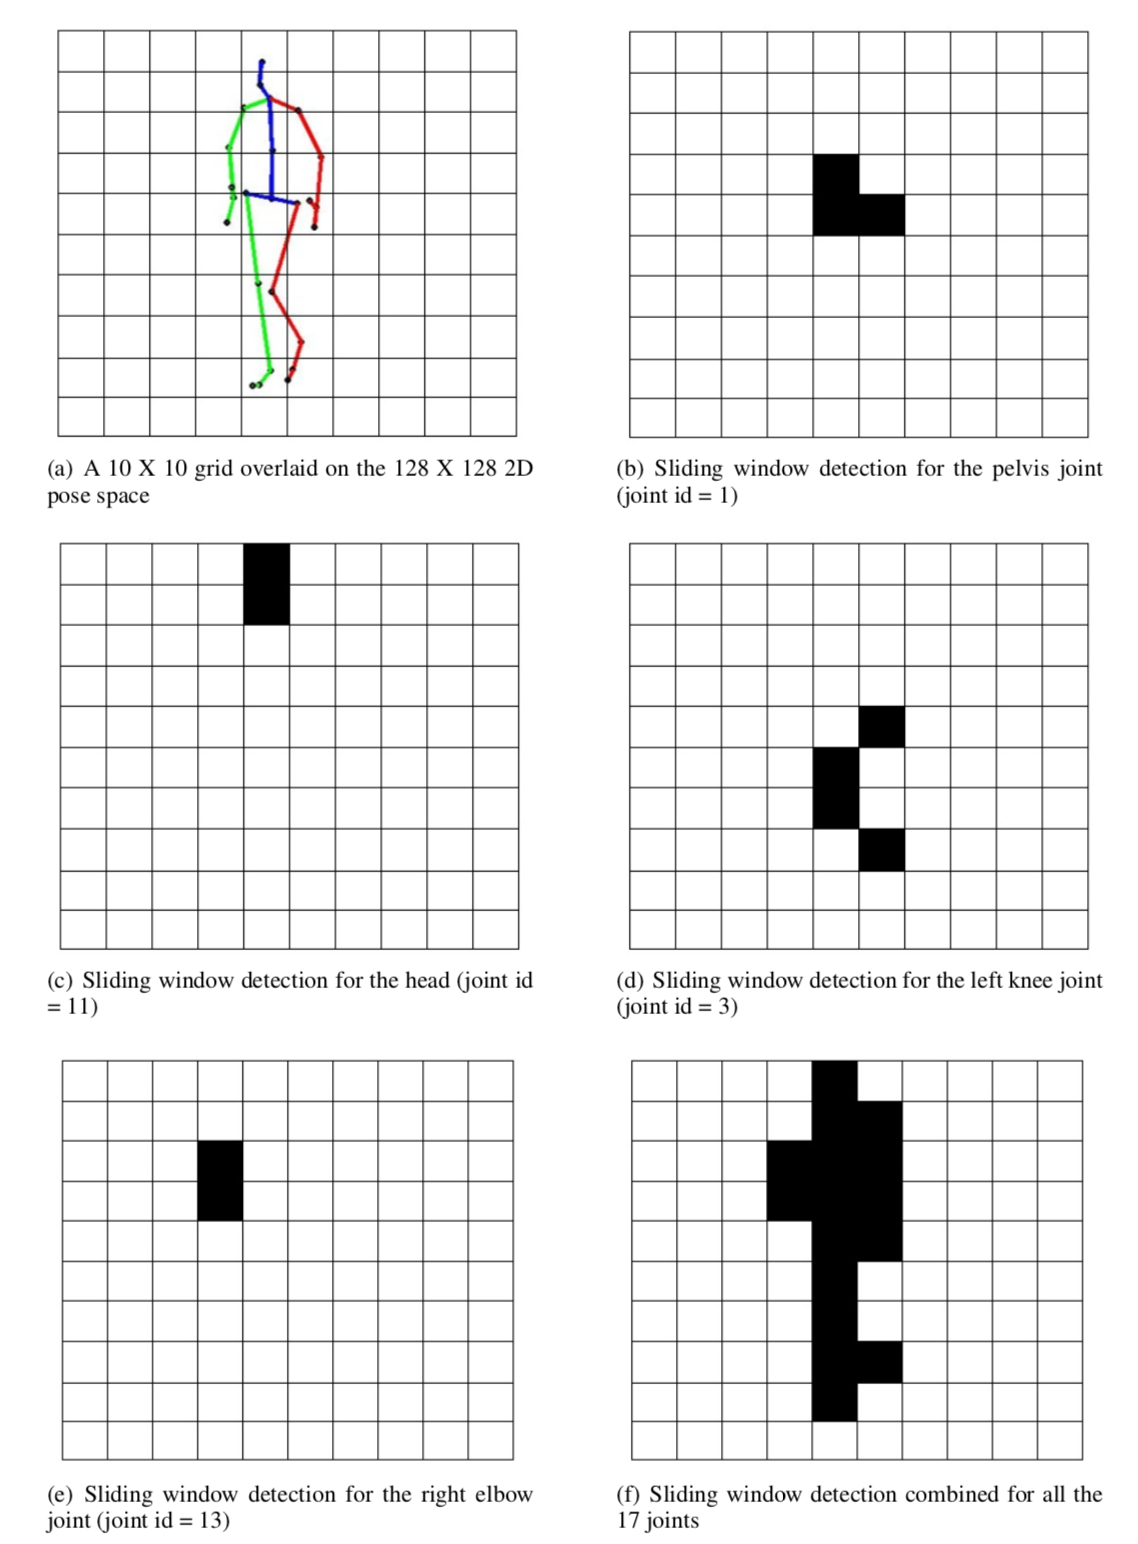 (a) A 10 X 10 grid overlaid on the 128 X 128 2D
pose space
(b) Sliding window detection for the pelvis joint
(joint id = 1)
(c) Sliding window detection for the head (joint id
= 11)
(d) Sliding window detection for the left knee joint
(joint id = 3)
(e) Sliding window detection for the right elbow
joint (joint id = 13)
(f) Sliding window detection combined for all the
17 joints